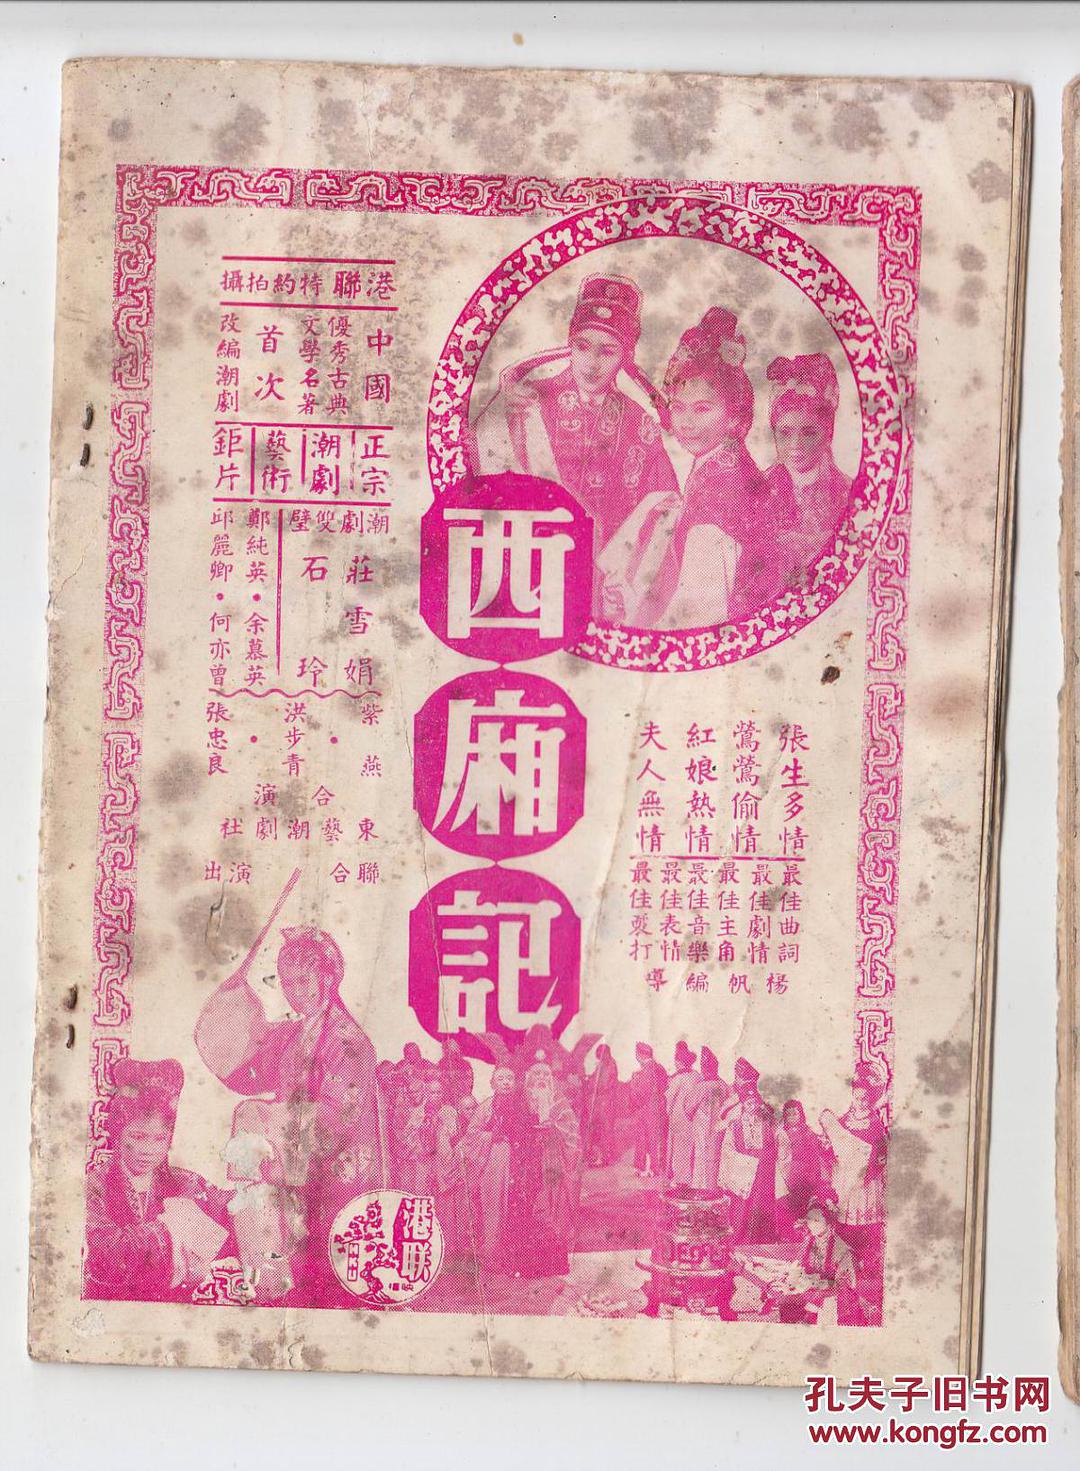 港聯特約拍攝
中國
優秀古典
文學名著
首次
改編潮劇
正宗
潮劇
藝術
鉅片
潮劇雙璧
莊雪娟
石玲
鄭純英·余慕英
邱麗卿·何亦曾
紫燕·洪步青·張忠良
合演
東藝潮劇社
聯合演出
西廂記
張生多情
鶯鶯偷情
紅娘熱情
夫人無情
最佳曲詞
最佳劇情
最佳主角
最佳音樂
最佳表情
最佳武打
楊帆編導
港联
孔夫子旧书网
www.kongfz.com